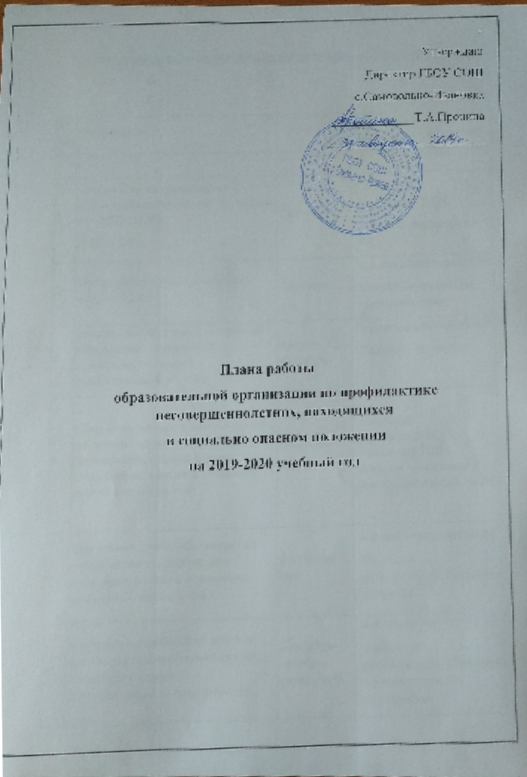 Утверждаю
Директор ГБОУ СОШ
с.Самовольно-Ивановка
Т.А.Пронина
Плана работы
образовательной организации по профилактике
несовершеннолетних, находящихся
в социально опасном положении
на 2019-2020 учебный год